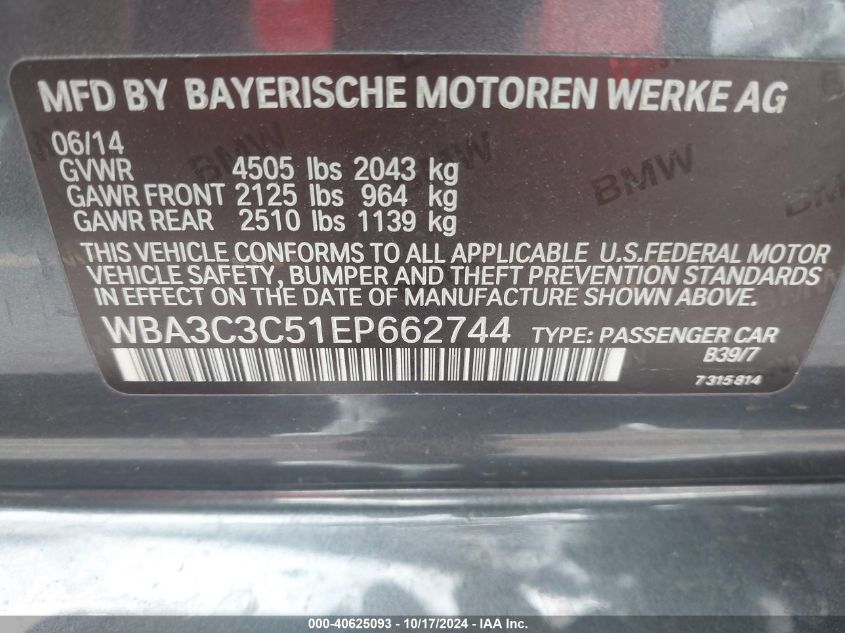 MFD BY BAYERISCHE MOTOREN WERKE AG
06/14
GVWR 4505 lbs 2043 kg
GAWR FRONT 2125 lbs 964 kg
GAWR REAR 2510 lbs 1139 kg
THIS VEHICLE CONFORMS TO ALL APPLICABLE U.S.FEDERAL MOTOR
VEHICLE SAFETY, BUMPER AND THEFT PREVENTION STANDARDS
IN EFFECT ON THE DATE OF MANUFACTURE SHOWN ABOVE.
WBA3C3C51EP662744 TYPE: PASSENGER CAR
B39/7
7315814
BMW
BMW
BMW
000-40625093 - 10/17/2024 - IAA Inc.